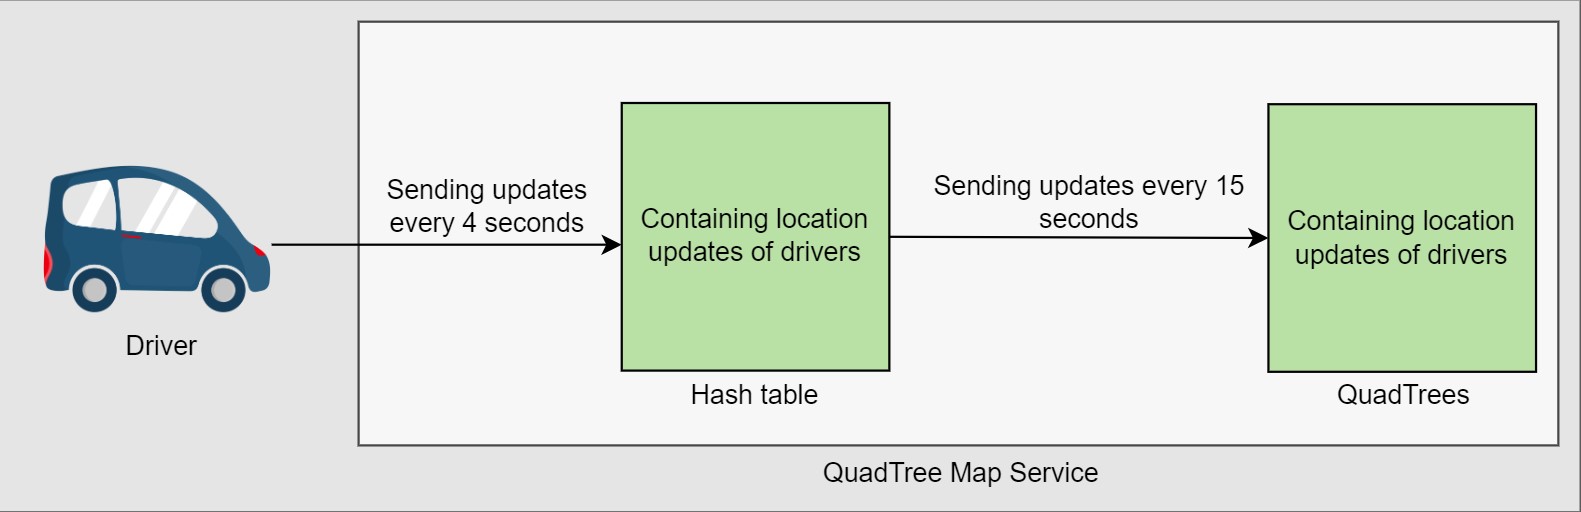 Sending updates
every 4 seconds
Containing location
updates of drivers
Sending updates every 15
seconds
Containing location
updates of drivers
Driver
Hash table
QuadTrees
QuadTree Map Service